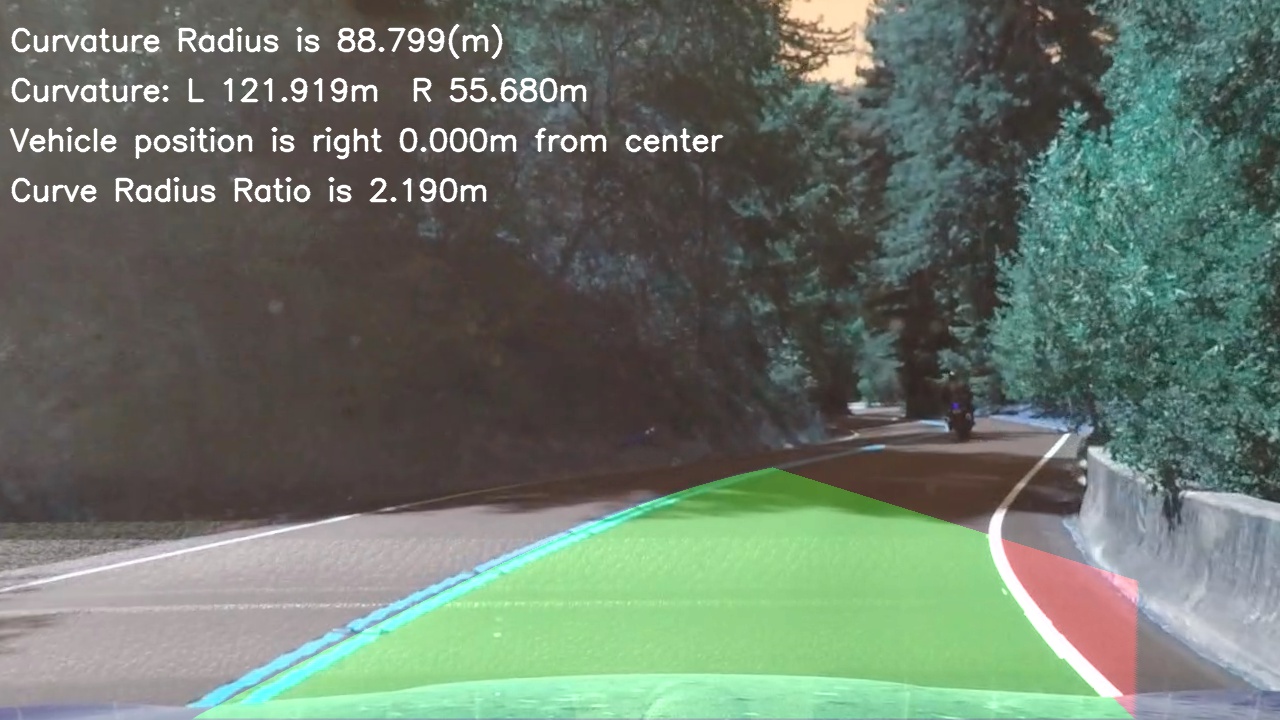 Curvature Radius is 88.799(m)
Curvature: L 121.919m R 55.680m
Vehicle position is right 0.000m from center
Curve Radius Ratio is 2.190m